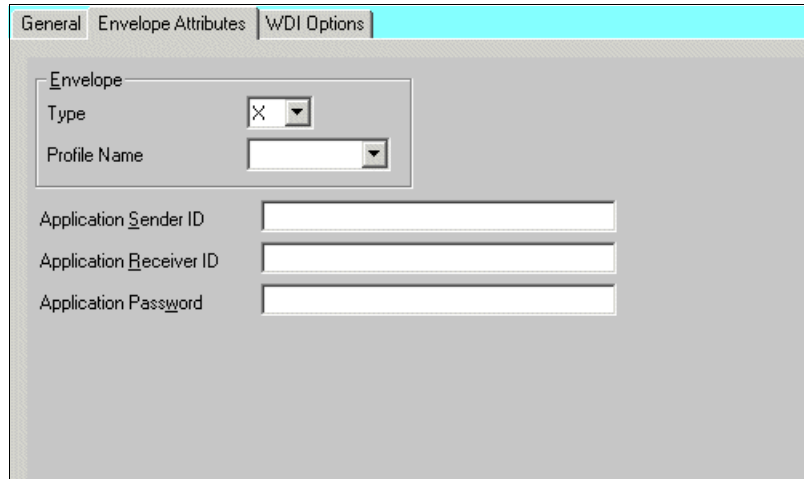 General Envelope Attributes WDI Options
Envelope
Type X
Profile Name
Application Sender ID
Application Receiver ID
Application Password